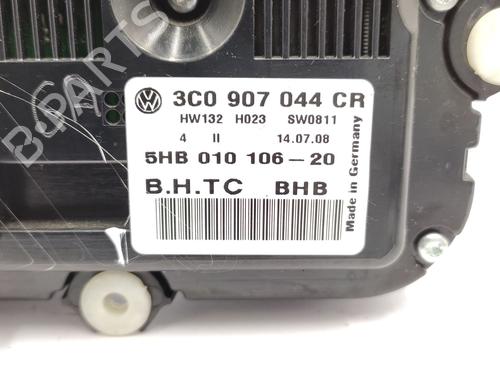 3C0 907 044 CR
HW132 H023 SW0811
4 II 14.07.08
5HB 010 106-20
B.H.TC BHB
Made in Germany
B-PARTS